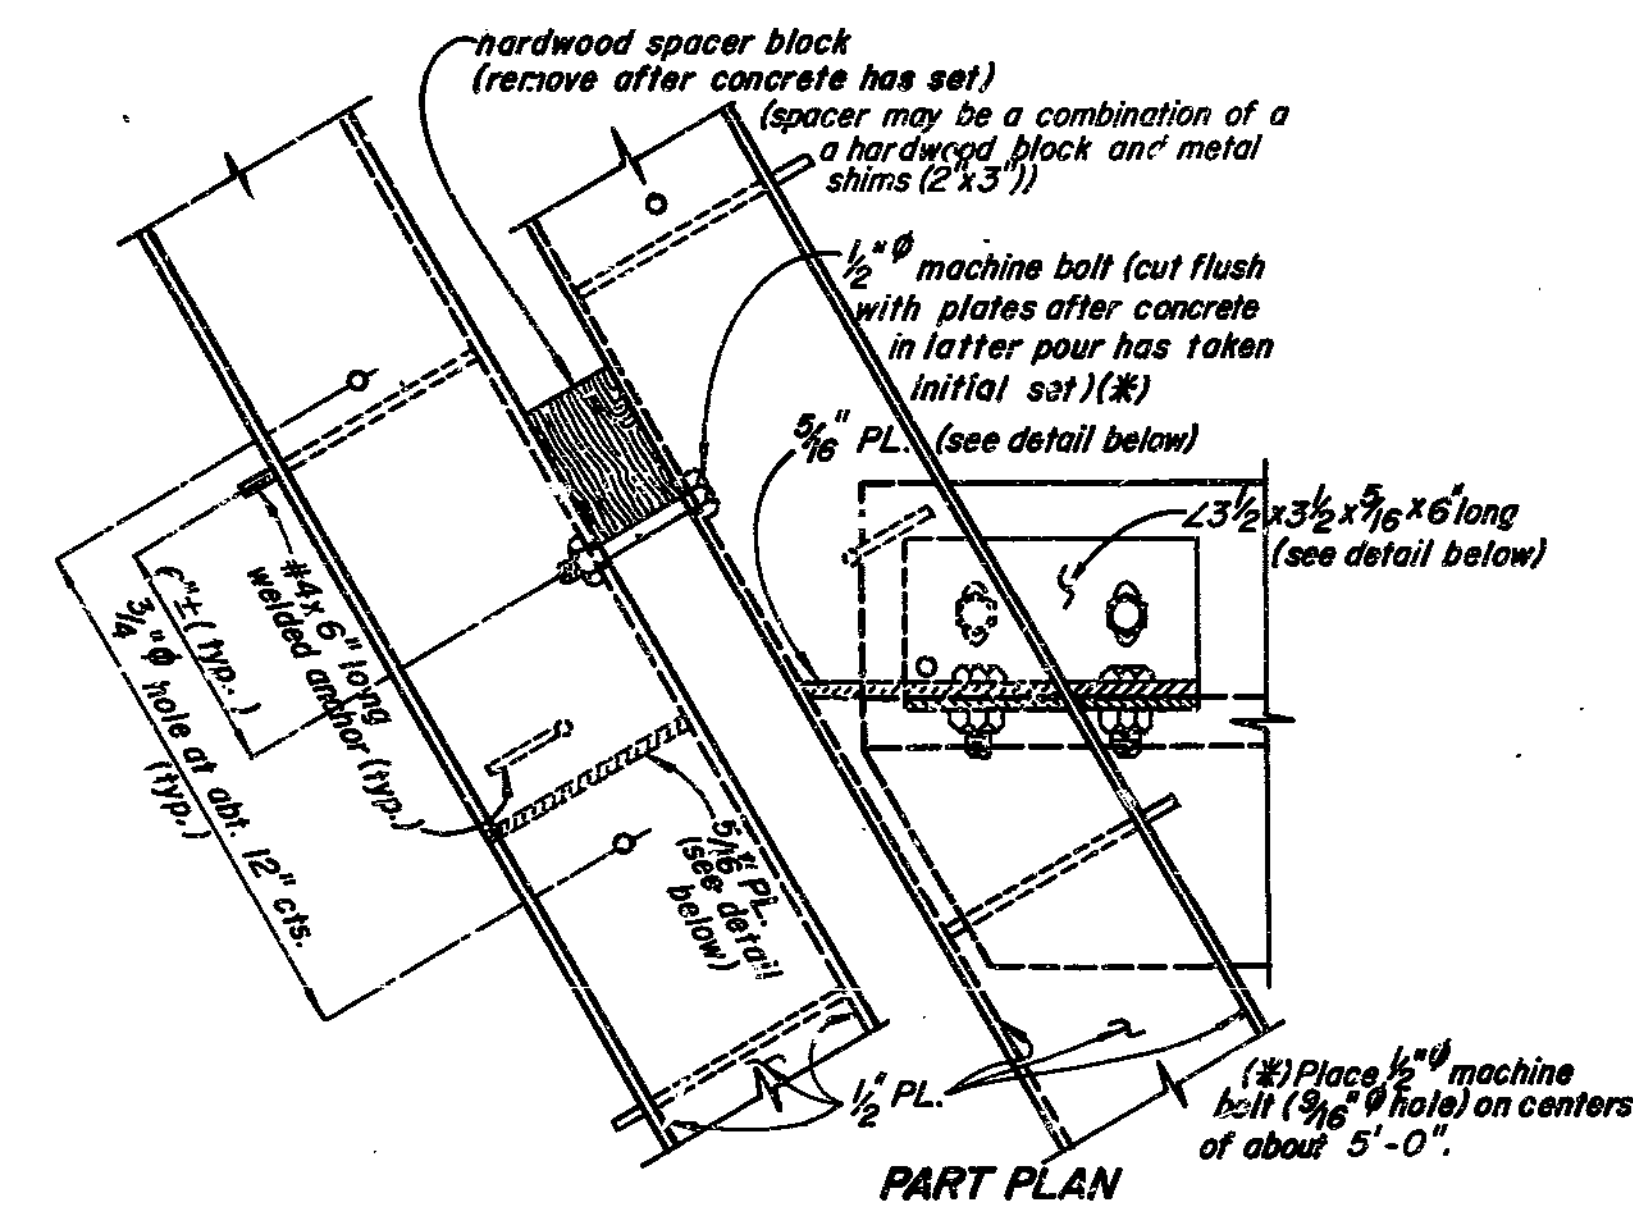 hardwood spacer block
(remove after concrete has set)
(spacer may be a combination of a
a hardwood block and metal
shims (2"x3"))
1/2"ϕ machine bolt (cut flush
with plates after concrete
in latter pour has taken
initial set)(*)
5/16" PL. (see detail below)
∠3 1/2 x 3 1/2 x 5/16 x 6" long
(see detail below)
#4 x 6" long
welded anchor (typ.)
"± (typ.)
3/4"ϕ hole at abt. 12" cts.
(typ.)
5/16" PL.
(see detail
below)
1/2" PL.
(*) Place 1/2"ϕ machine
bolt (9/16"ϕ hole) on centers
of about 5'-0".
PART PLAN